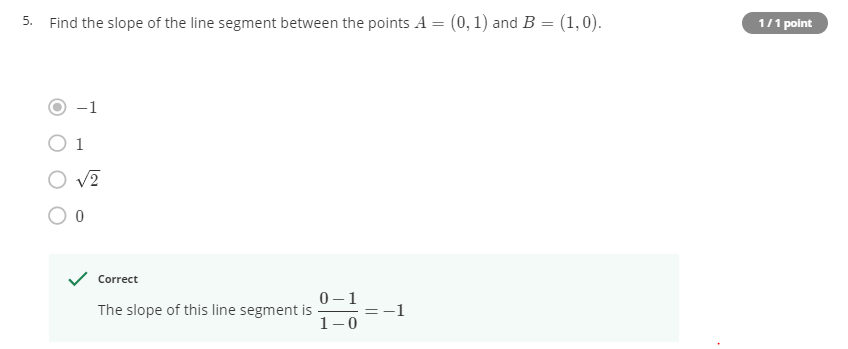 5. Find the slope of the line segment between the points A = (0, 1) and B = (1, 0).
1 / 1 point
−1
1
√2
0
Correct
The slope of this line segment is (0 − 1)/(1 − 0) = −1